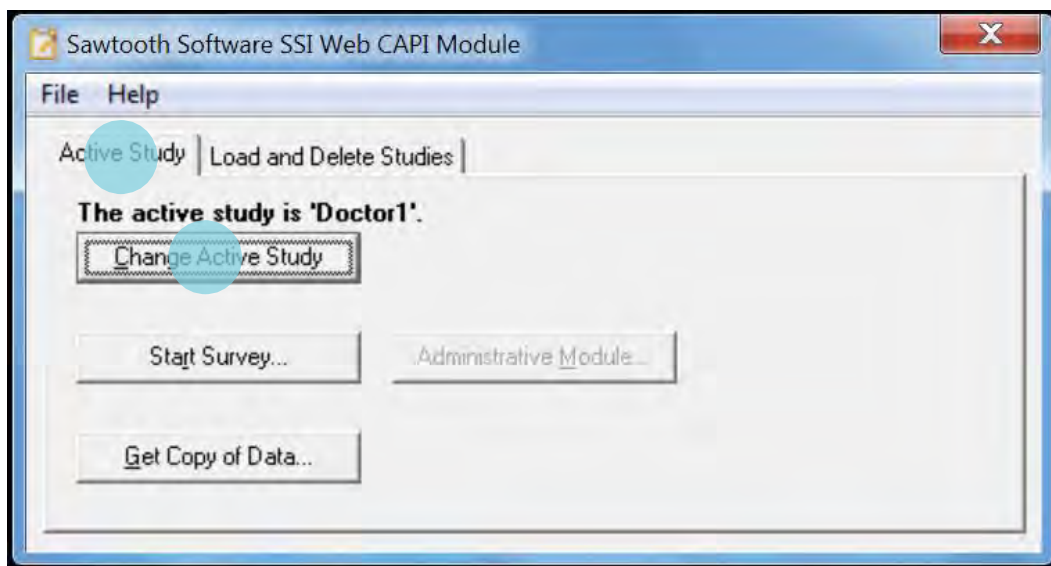 Sawtooth Software SSI Web CAPI Module
File Help
Active Study Load and Delete Studies
The active study is 'Doctor1'.
Change Active Study
Start Survey... Administrative Module...
Get Copy of Data...